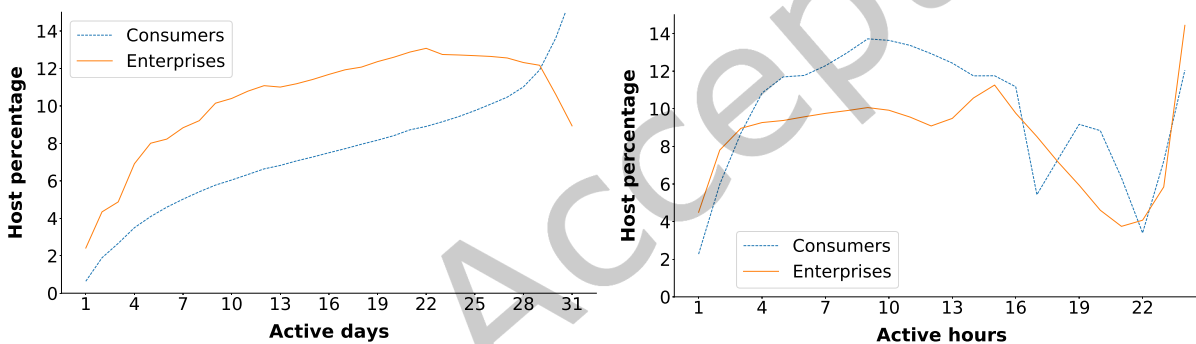 14
12
10
8
6
4
2
0
Host percentage
Consumers
Enterprises
1 4 7 10 13 16 19 22 25 28 31
Active days
14
12
10
8
6
4
2
0
Host percentage
Consumers
Enterprises
1 4 7 10 13 16 19 22
Active hours
Accep